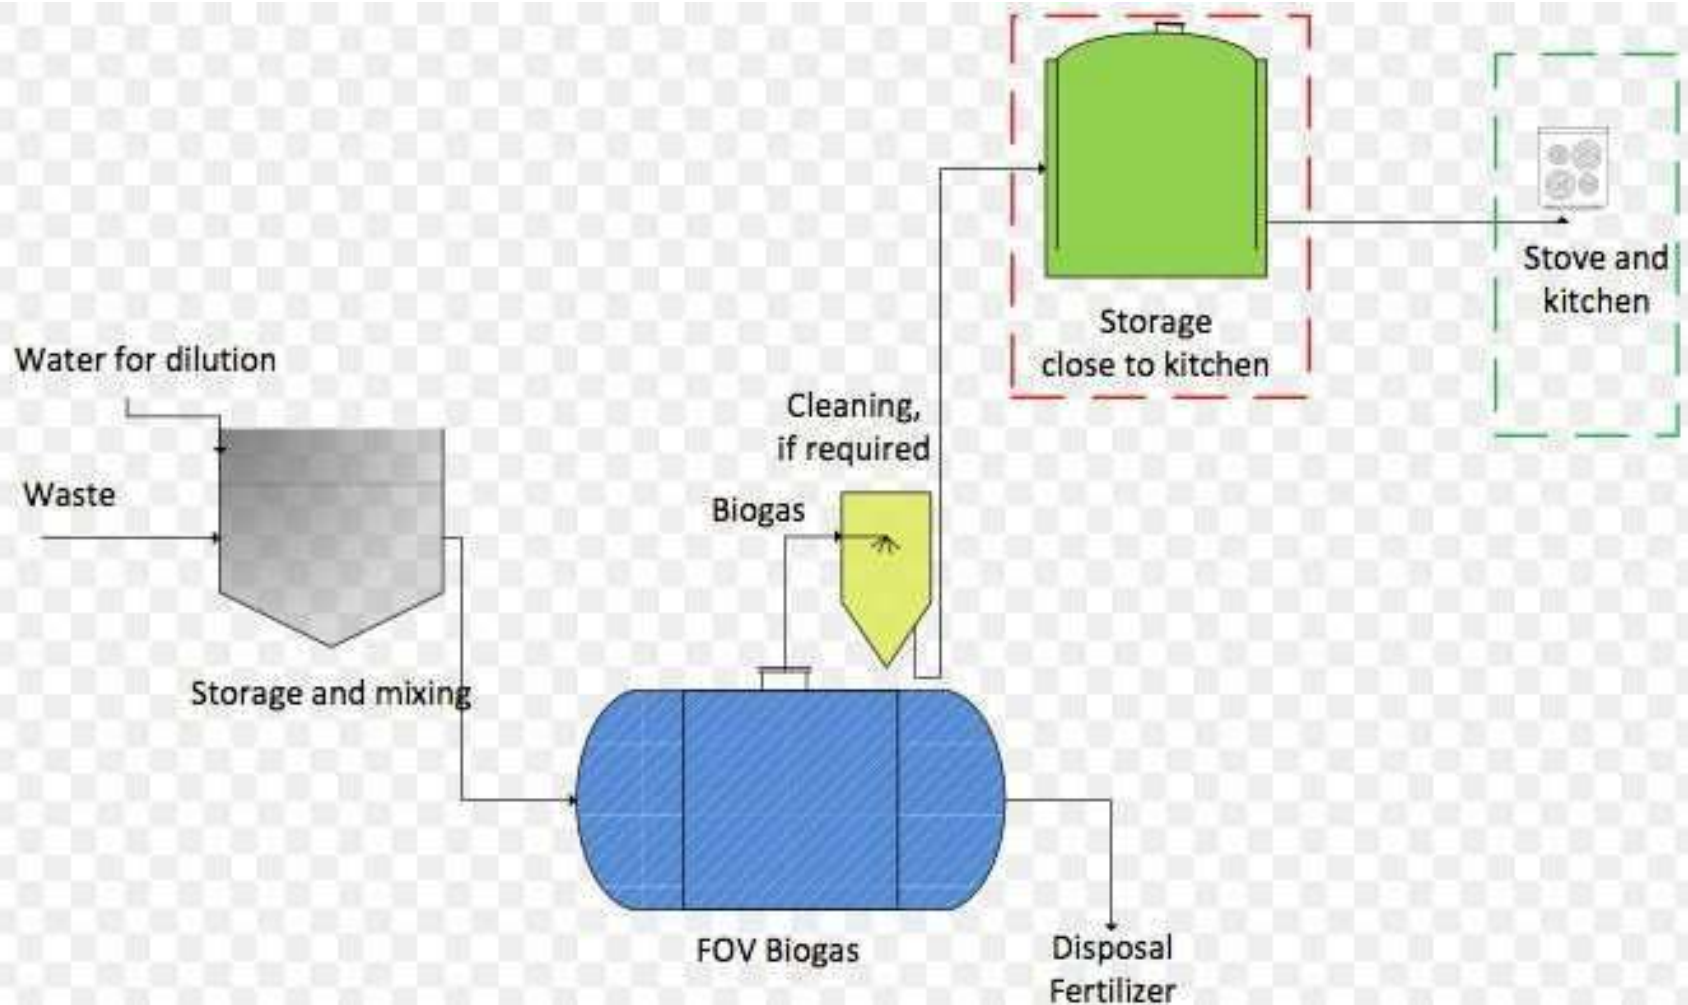 Water for dilution
Waste
Storage and mixing
Biogas
Cleaning,
if required
FOV Biogas
Disposal
Fertilizer
Storage
close to kitchen
Stove and
kitchen